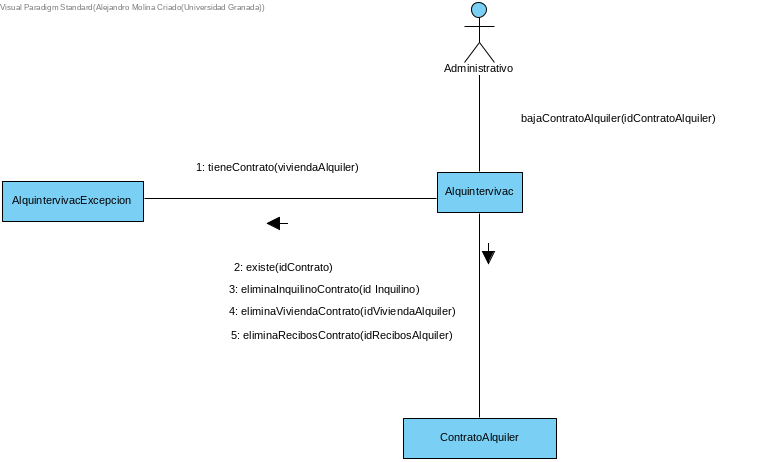 Visual Paradigm Standard(Alejandro Molina Criado(Universidad Granada))
Administrativo
bajaContratoAlquiler(idContratoAlquiler)
1: tieneContrato(viviendaAlquiler)
AlquintervivacExcepcion
Alquintervivac
2: existe(idContrato)
3: eliminaInquilinoContrato(id Inquilino)
4: eliminaViviendaContrato(idViviendaAlquiler)
5: eliminaRecibosContrato(idRecibosAlquiler)
ContratoAlquiler